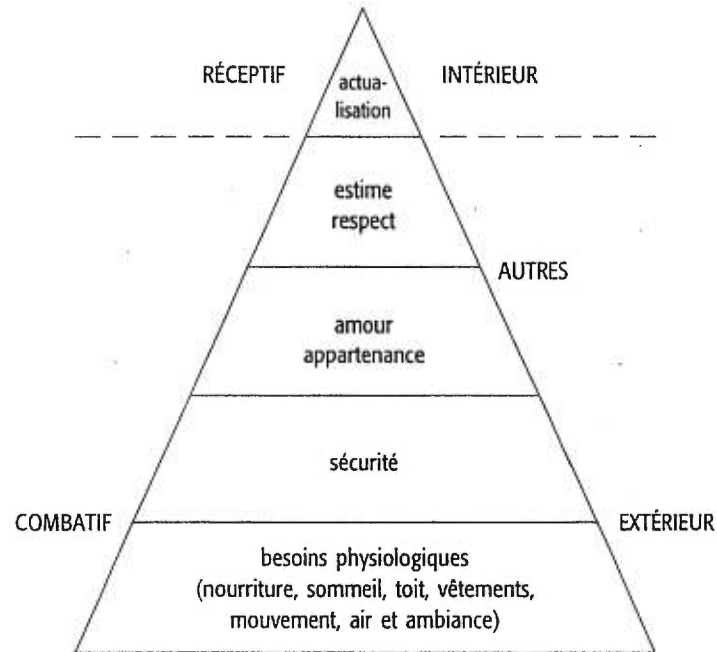 RÉCEPTIF
actua-
lisation
INTÉRIEUR
estime
respect
AUTRES
amour
appartenance
sécurité
COMBATIF
EXTÉRIEUR
besoins physiologiques
(nourriture, sommeil, toit, vêtements,
mouvement, air et ambiance)